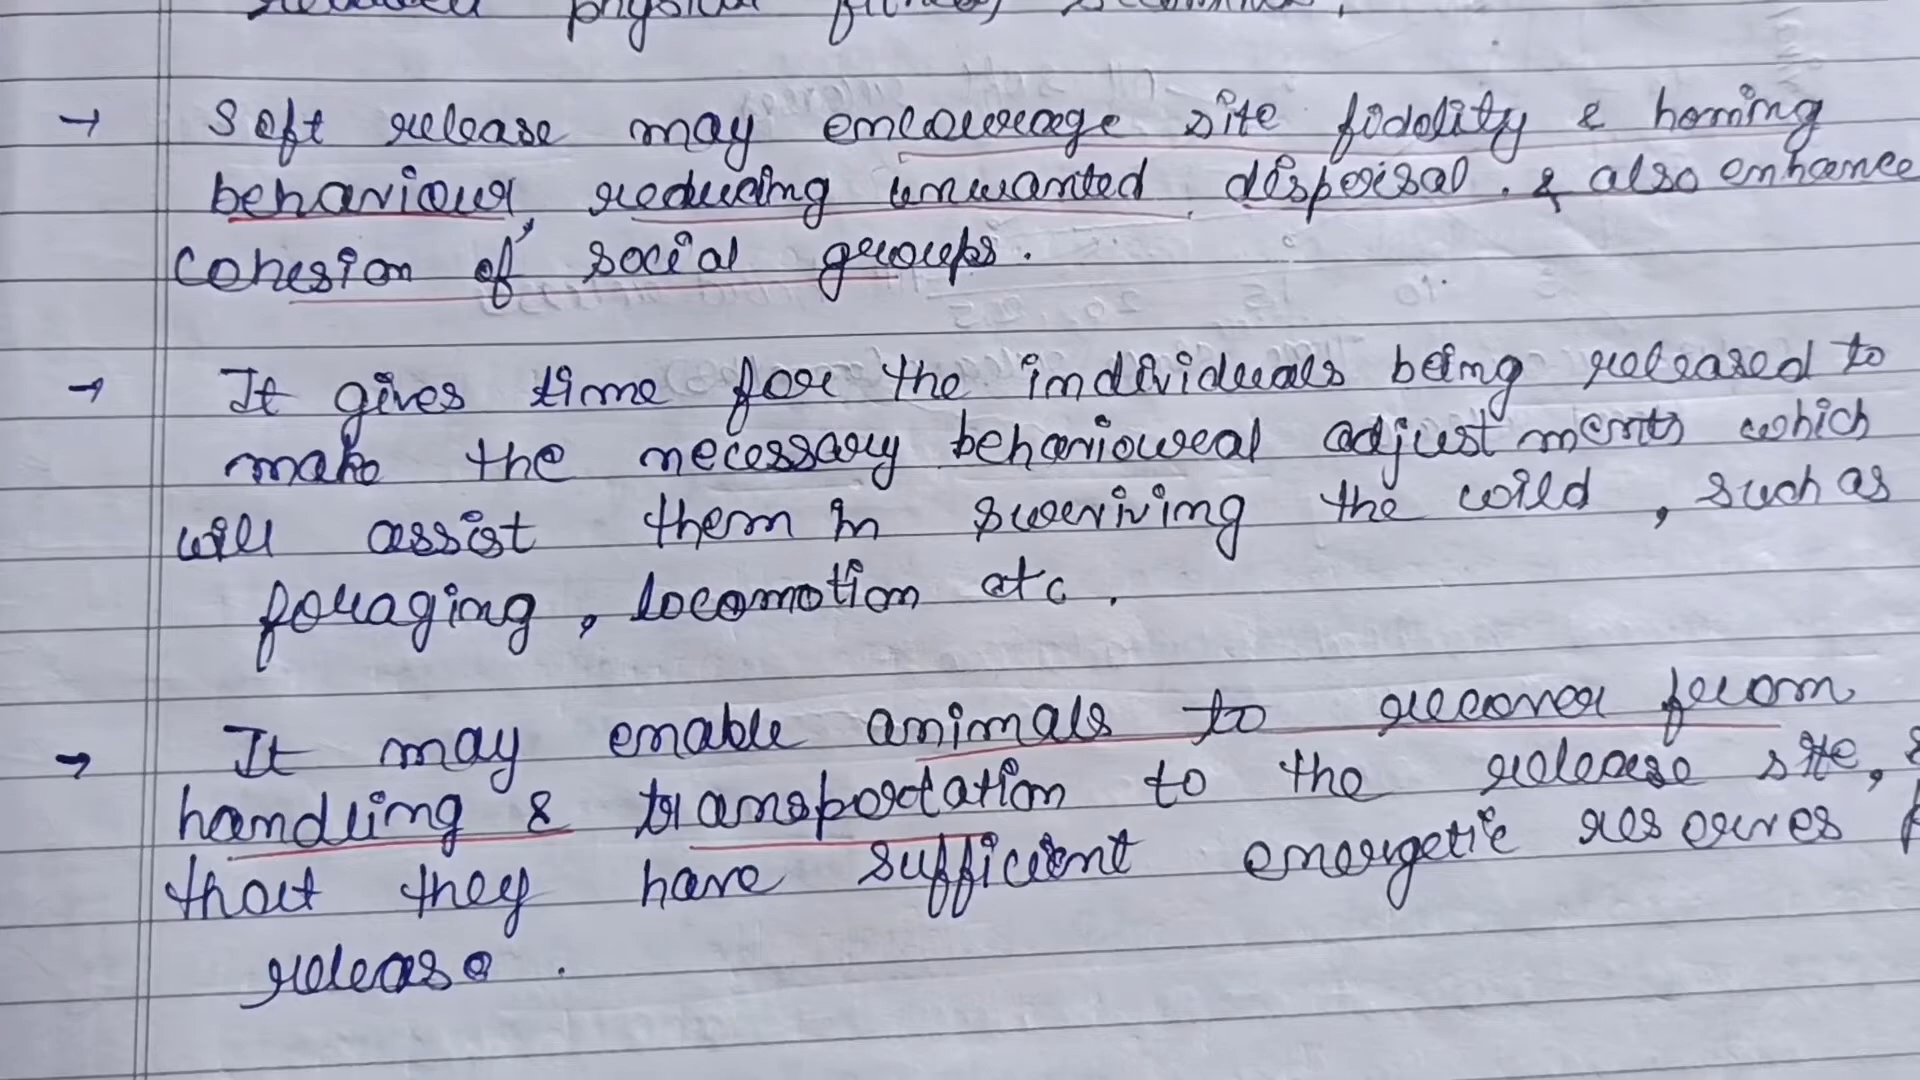 physical
→ Soft release may encourage site fidelity & homing
behaviour, reducing unwanted dispersal. & also enhance
cohesion of social groups.
→ It gives time for the individuals being released to
make the necessary behavioural adjustments which
will assist them in surviving the wild, such as
foraging, locomotion etc.
→ It may enable animals to recover from
handling & transportation to the release site,
that they have sufficient energetic resources
release.